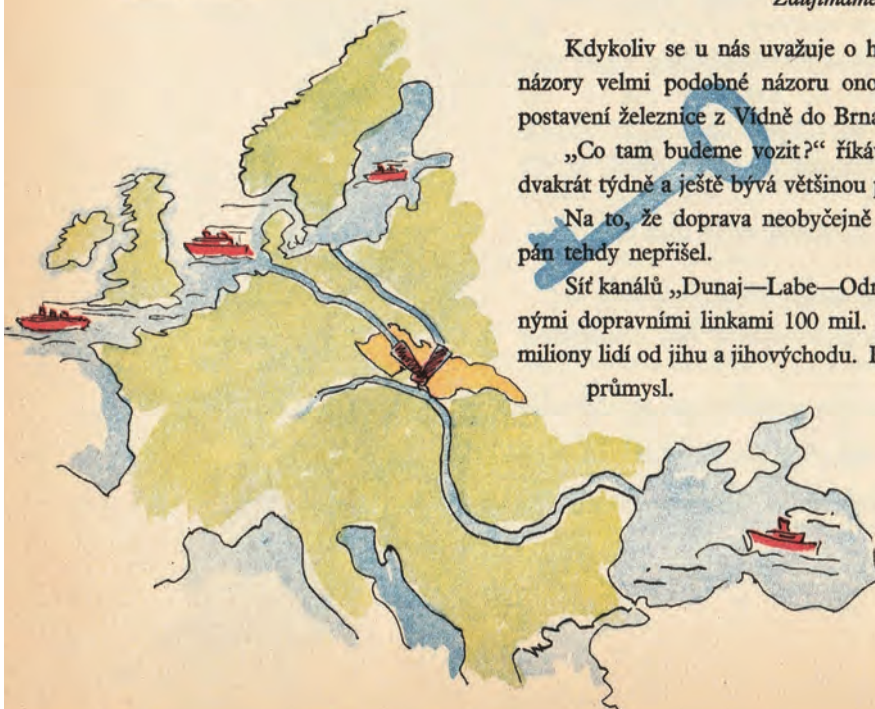 Kdykoliv se u nás uvažuje o h
názory velmi podobné názoru ono
postavení železnice z Vídně do Brna
„Co tam budeme vozit?“ říká
dvakrát týdně a ještě bývá většinou
Na to, že doprava neobyčejně
pán tehdy nepřišel.
Síť kanálů „Dunaj—Labe—Odr
nými dopravními linkami 100 mil.
miliony lidí od jihu a jihovýchodu.
průmysl.